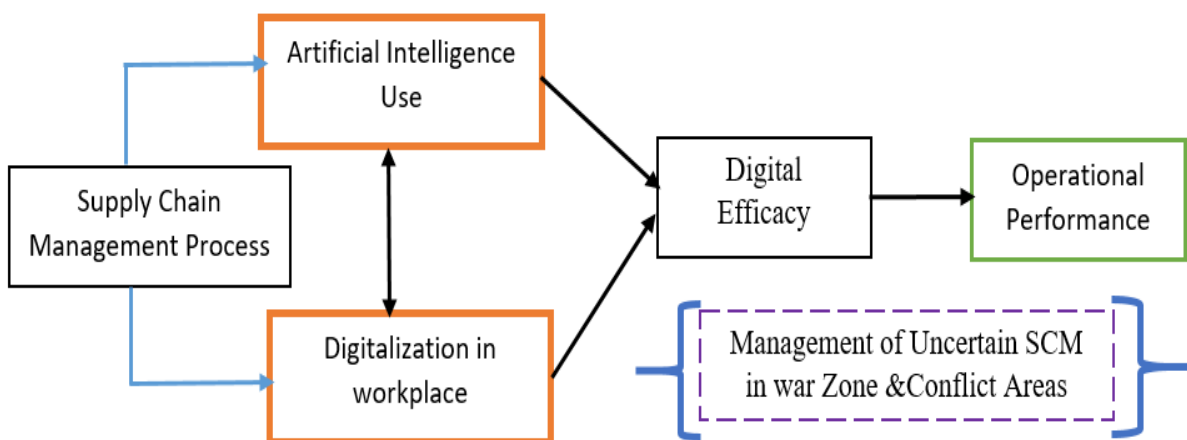 Artificial Intelligence
Use
Supply Chain
Management Process
Digital
Efficacy
Operational
Performance
Digitalization in
workplace
Management of Uncertain SCM
in war Zone &Conflict Areas